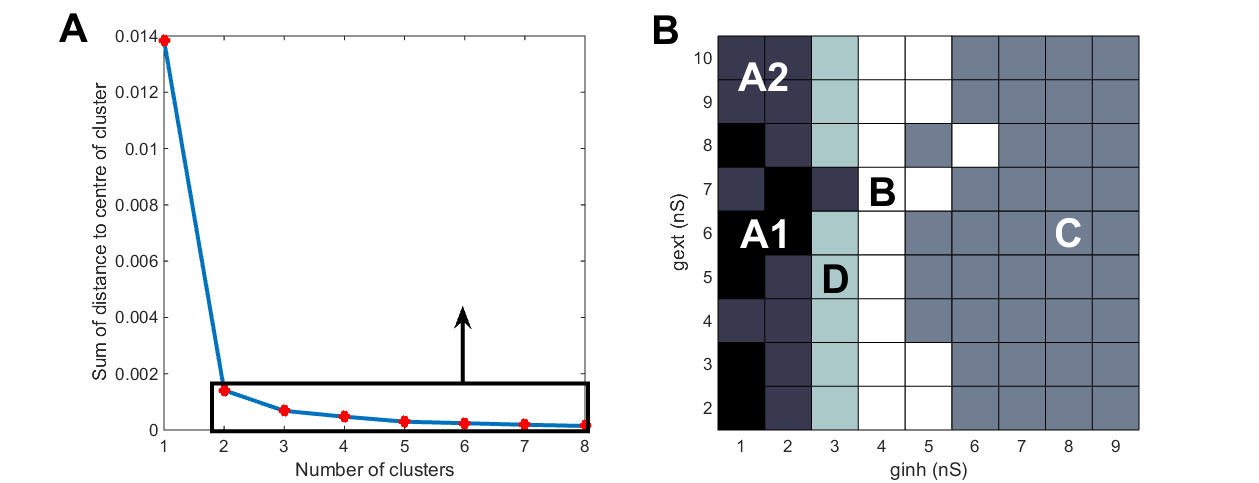 A
Sum of distance to centre of cluster
0.014
0.012
0.01
0.008
0.006
0.004
0.002
0
1 2 3 4 5 6 7 8
Number of clusters
B
gext (nS)
10
9
8
7
6
5
4
3
2
A2
B
A1
C
D
1 2 3 4 5 6 7 8 9
ginh (nS)